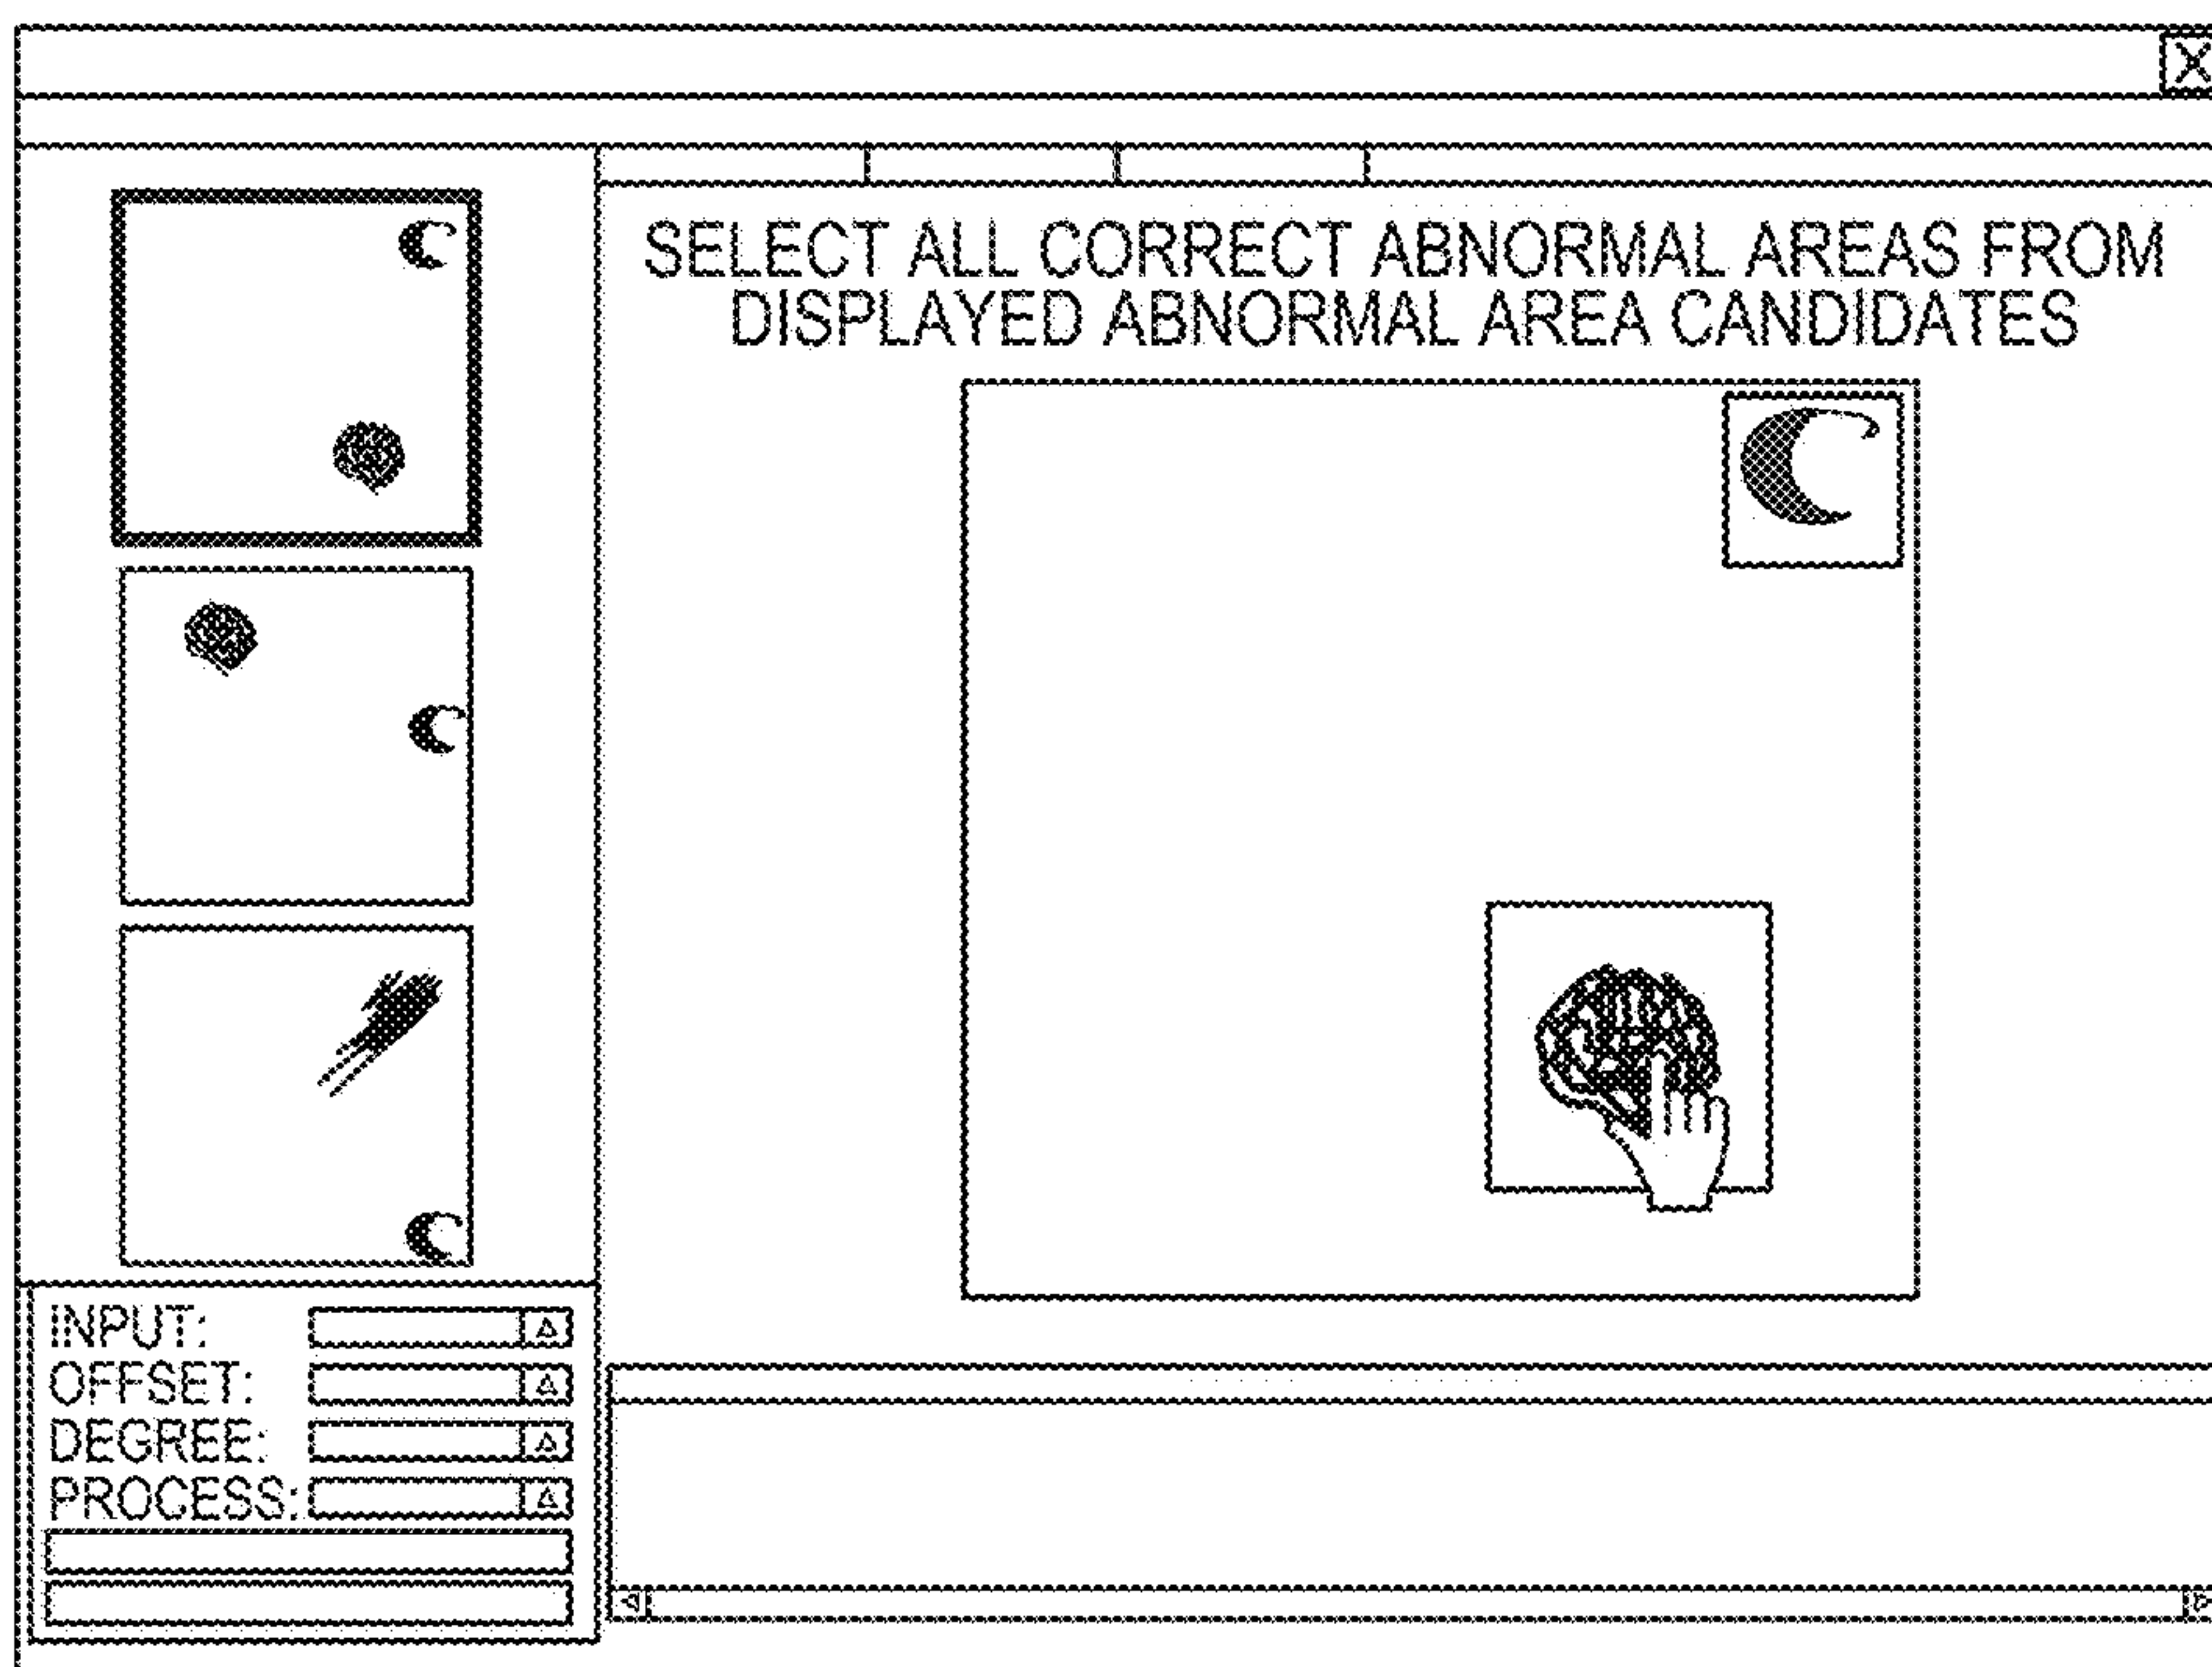 SELECT ALL CORRECT ABNORMAL AREAS FROM
DISPLAYED ABNORMAL AREA CANDIDATES
INPUT:
OFFSET:
DEGREE:
PROCESS: